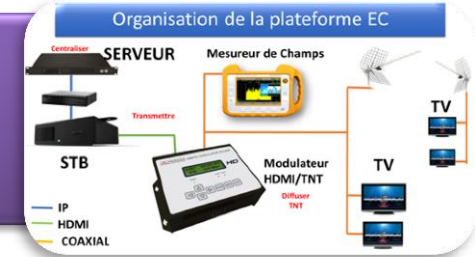 Organisation de la plateforme EC
Centraliser
SERVEUR
Mesureur de Champs
Transmettre
TV
STB
Modulateur
HDMI/TNT
TV
Diffuser
TNT
IP
HDMI
COAXIAL
HD